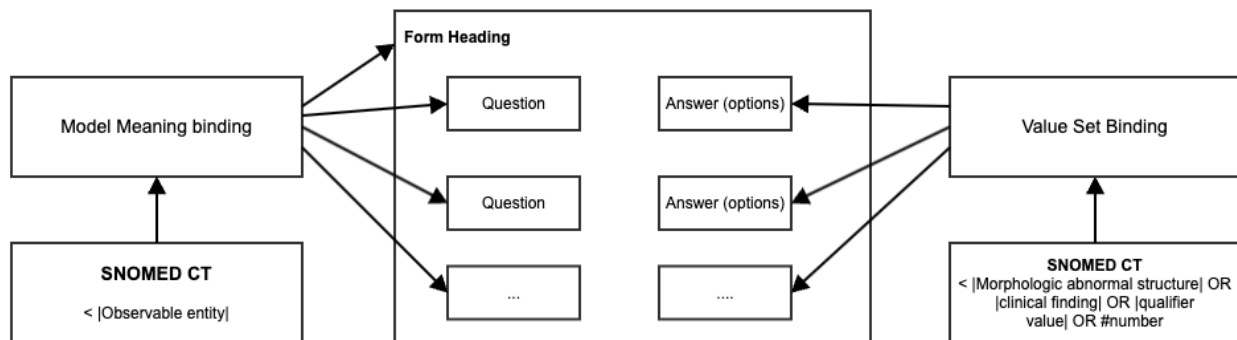 Form Heading
Model Meaning binding
Question
Answer (options)
Value Set Binding
Question
Answer (options)
SNOMED CT
< |Observable entity|
...
....
SNOMED CT
< |Morphologic abnormal structure| OR
|clinical finding| OR |qualifier
value| OR #number